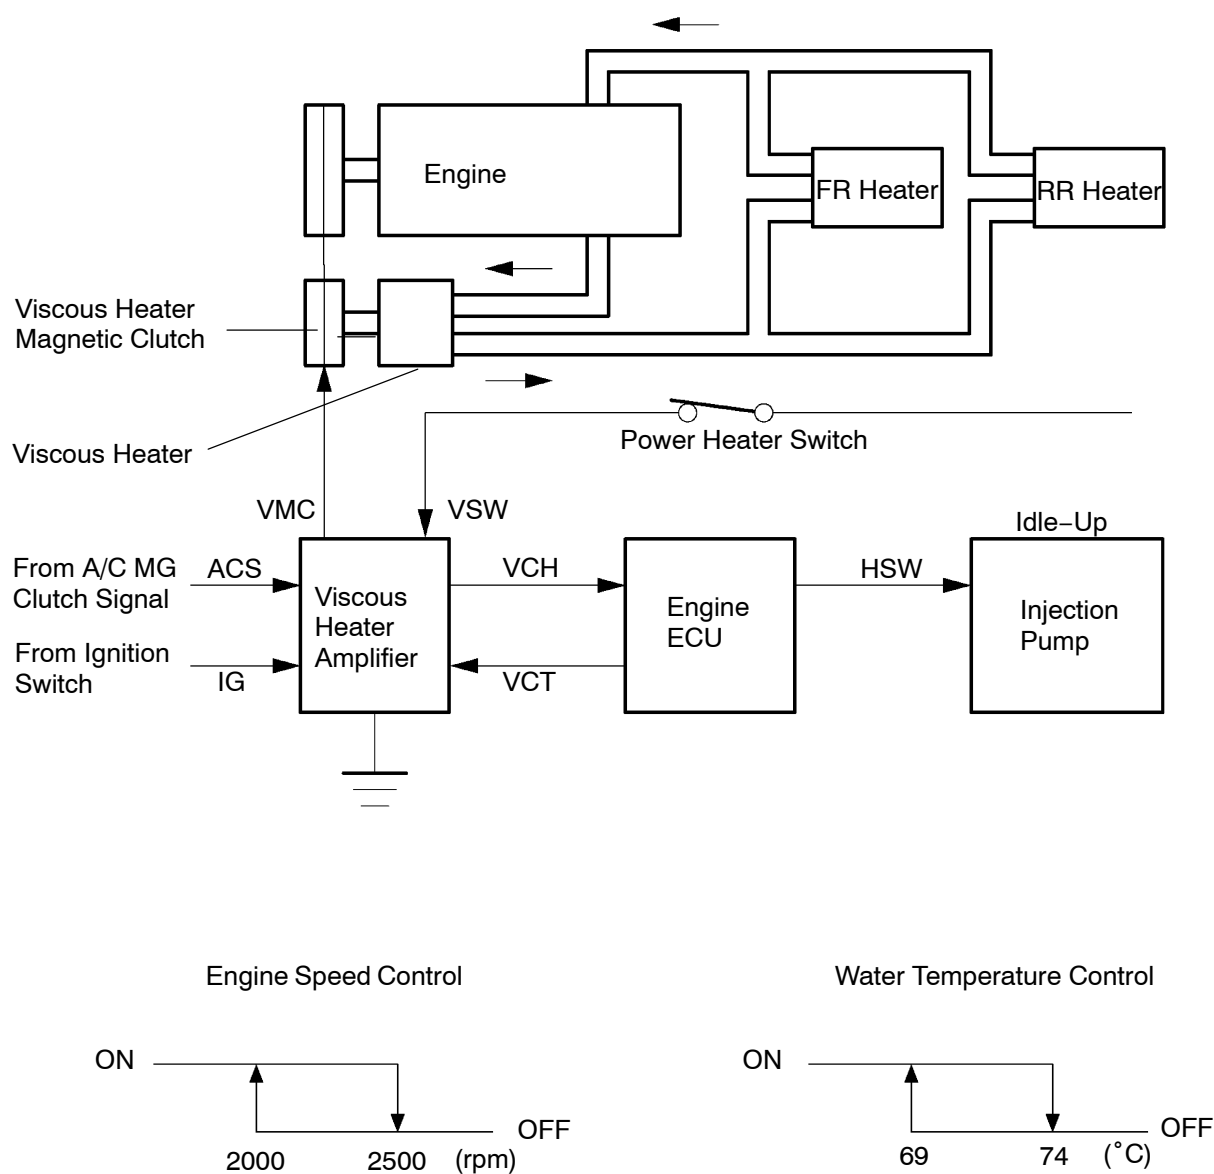 Engine
FR Heater
RR Heater
Viscous Heater
Magnetic Clutch
Power Heater Switch
Viscous Heater
VMC
VSW
Idle−Up
From A/C MG
Clutch Signal
ACS
VCH
HSW
Viscous
Heater
Amplifier
Engine
ECU
Injection
Pump
From Ignition
Switch
IG
VCT
Engine Speed Control
Water Temperature Control
ON
OFF
2000
2500
(rpm)
ON
OFF
69
74
(˚C)